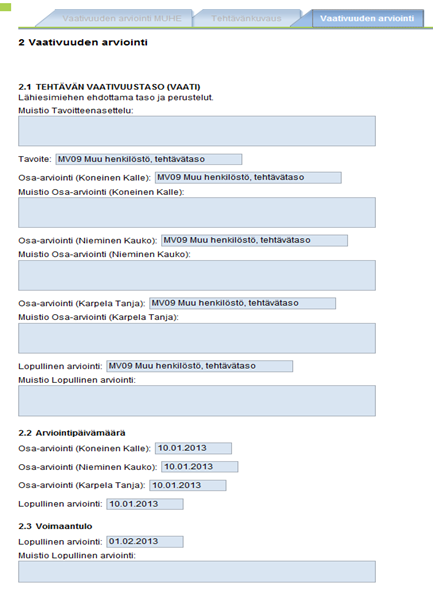 Vaativuuden arviointi MUHE
Tehtävänkuvaus
Vaativuuden arviointi
2 Vaativuuden arviointi
2.1 TEHTÄVÄN VAATIVUUSTASO (VAATI)
Lähiesimiehen ehdottama taso ja perustelut.
Muistio Tavoitteenasettelu:
Tavoite: MV09 Muu henkilöstö, tehtävätaso
Osa-arviointi (Koneinen Kalle): MV09 Muu henkilöstö, tehtävätaso
Muistio Osa-arviointi (Koneinen Kalle):
Osa-arviointi (Nieminen Kauko): MV09 Muu henkilöstö, tehtävätaso
Muistio Osa-arviointi (Nieminen Kauko):
Osa-arviointi (Karpela Tanja): MV09 Muu henkilöstö, tehtävätaso
Muistio Osa-arviointi (Karpela Tanja):
Lopullinen arviointi: MV09 Muu henkilöstö, tehtävätaso
Muistio Lopullinen arviointi:
2.2 Arviointipäivämäärä
Osa-arviointi (Koneinen Kalle): 10.01.2013
Osa-arviointi (Nieminen Kauko): 10.01.2013
Osa-arviointi (Karpela Tanja): 10.01.2013
Lopullinen arviointi: 10.01.2013
2.3 Voimaantulo
Lopullinen arviointi: 01.02.2013
Muistio Lopullinen arviointi: